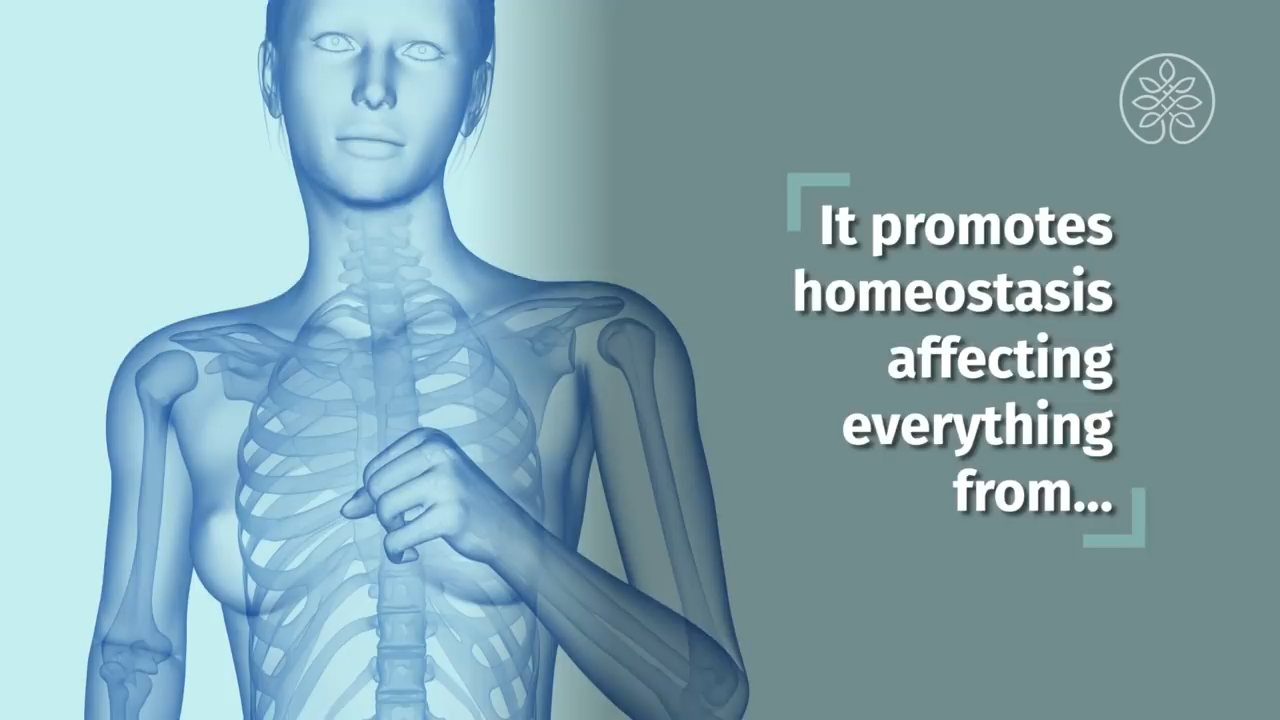 It promotes
homeostasis
affecting
everything
from...